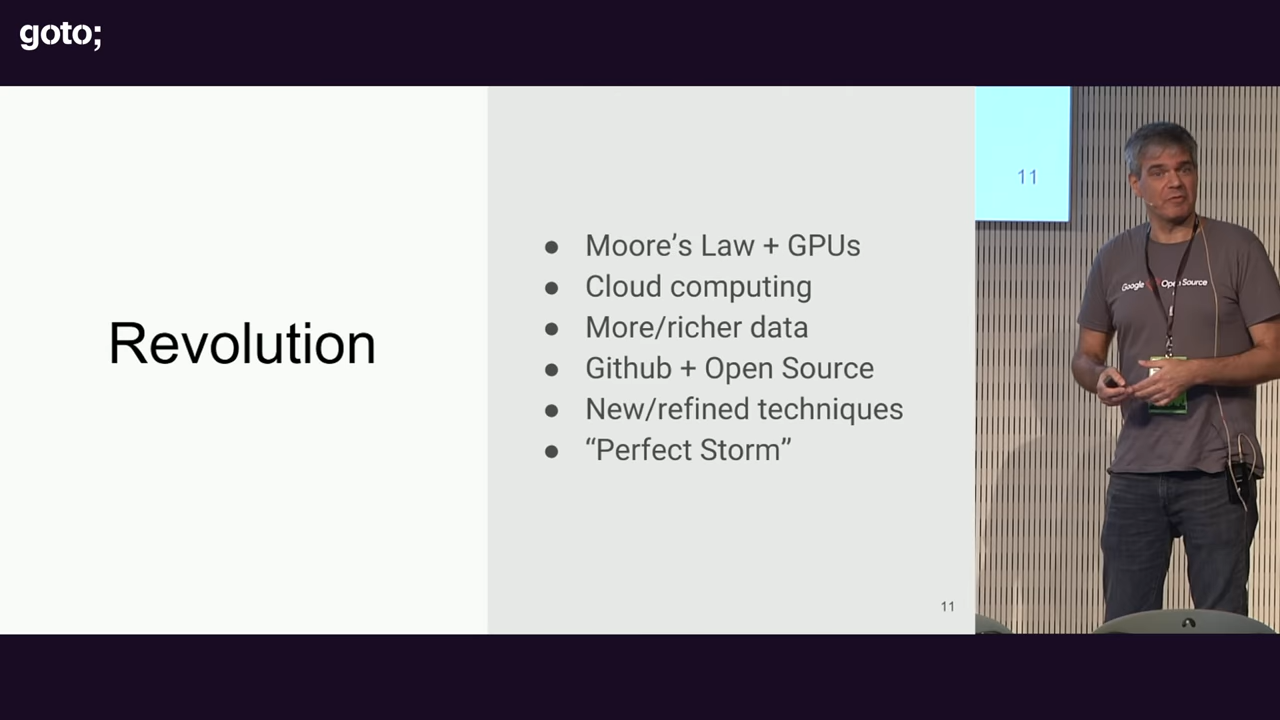 goto;
Revolution
● Moore’s Law + GPUs
● Cloud computing
● More/richer data
● Github + Open Source
● New/refined techniques
● “Perfect Storm”
11
11
Google Open Source